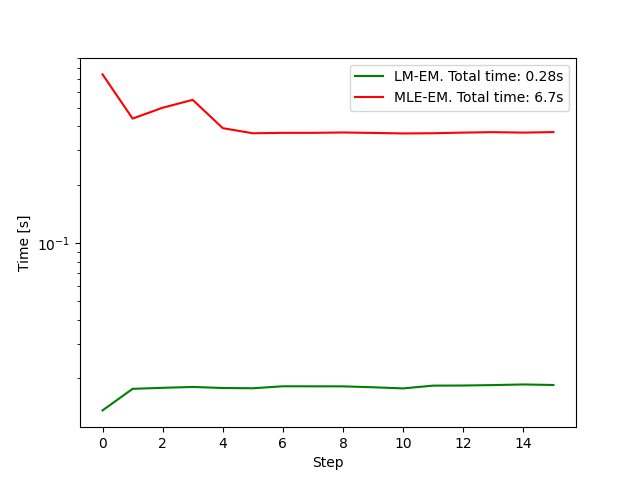 LM-EM. Total time: 0.28s
MLE-EM. Total time: 6.7s
Time [s]
10⁻¹
0 2 4 6 8 10 12 14
Step